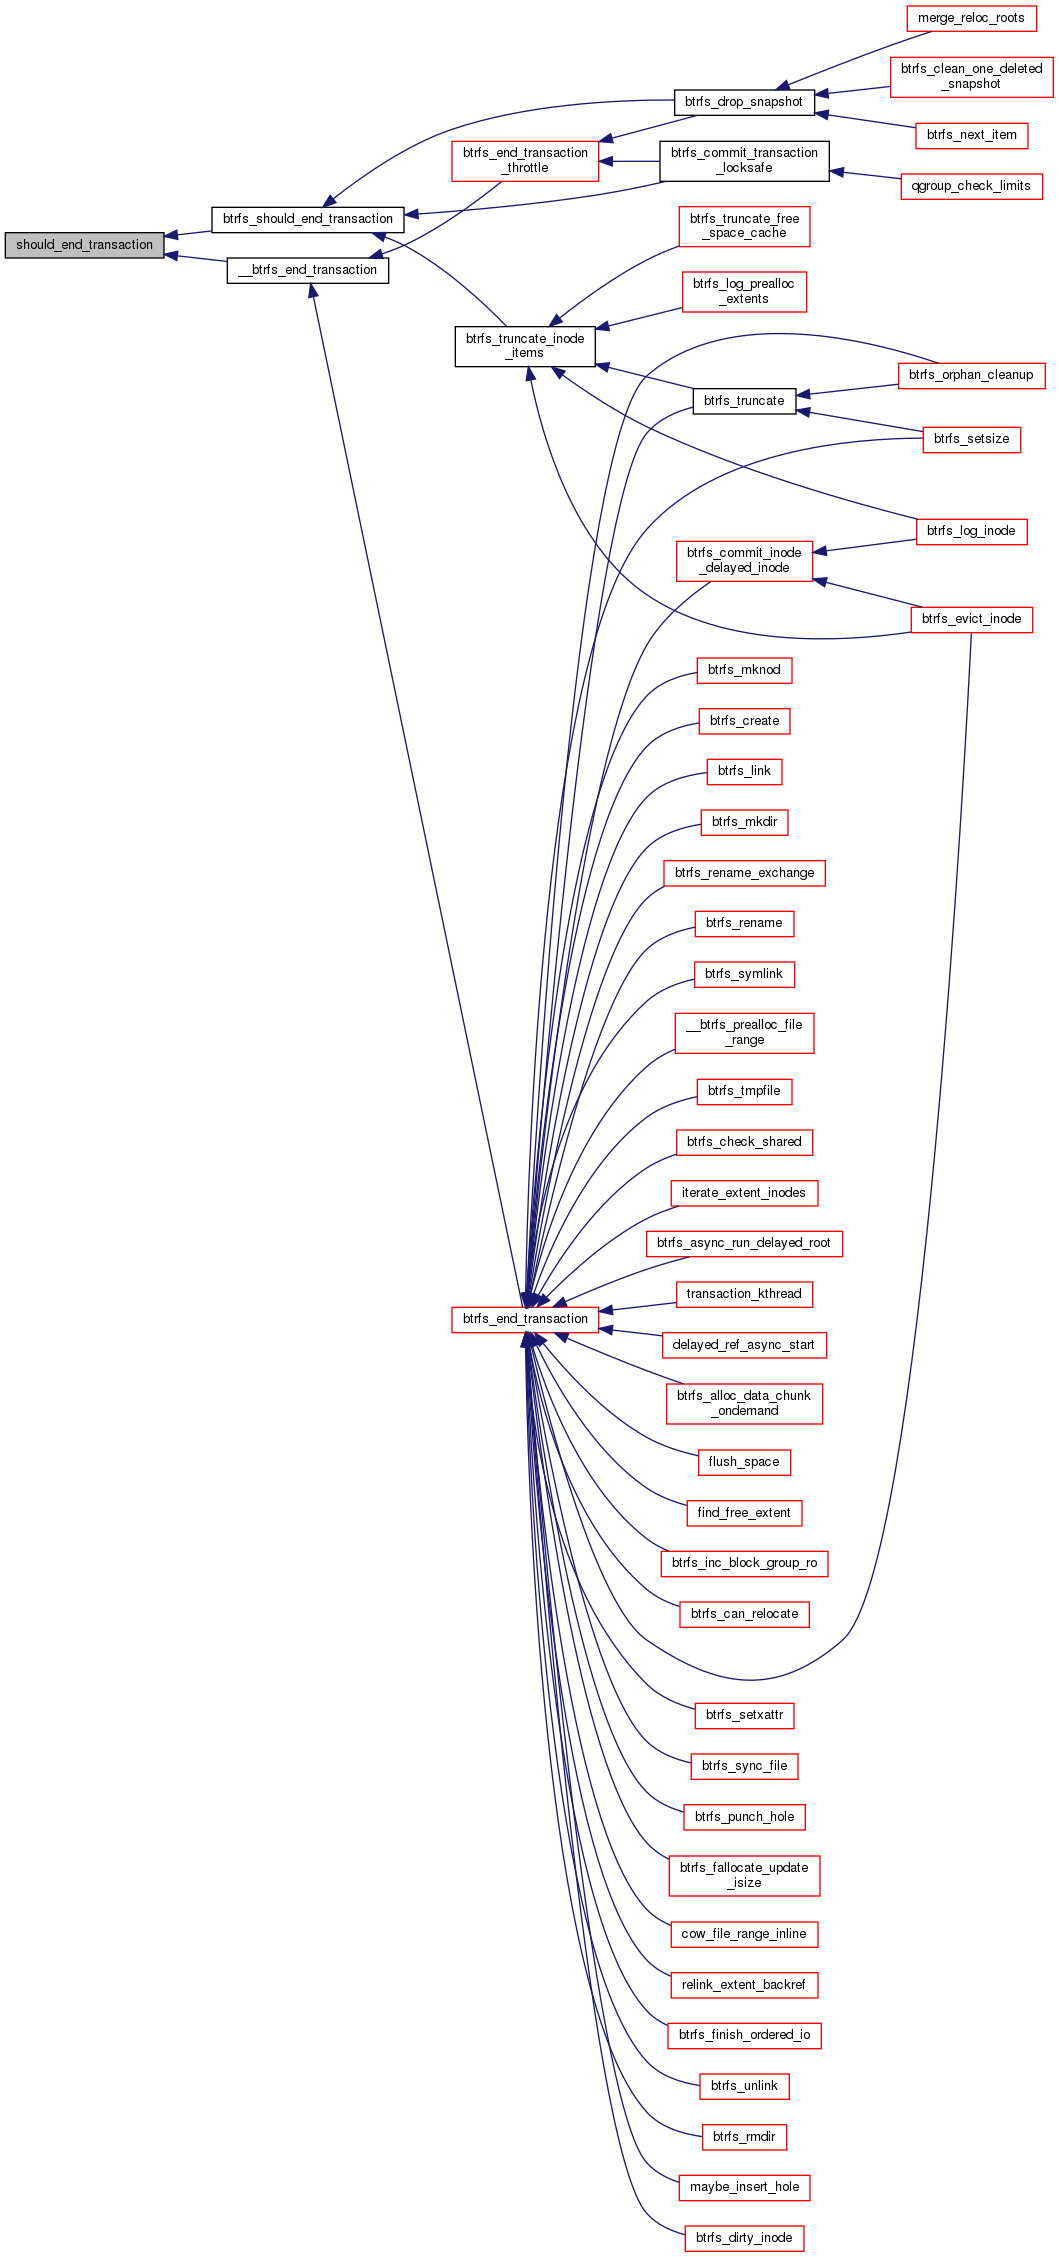 merge_reloc_roots
btrfs_clean_one_deleted
_snapshot
btrfs_drop_snapshot
btrfs_next_item
btrfs_end_transaction
_throttle
btrfs_commit_transaction
_locksafe
qgroup_check_limits
btrfs_should_end_transaction
should_end_transaction
__btrfs_end_transaction
btrfs_truncate_free
_space_cache
btrfs_log_prealloc
_extents
btrfs_truncate_inode
_items
btrfs_orphan_cleanup
btrfs_truncate
btrfs_setsize
btrfs_log_inode
btrfs_commit_inode
_delayed_inode
btrfs_evict_inode
btrfs_mknod
btrfs_create
btrfs_link
btrfs_mkdir
btrfs_rename_exchange
btrfs_rename
btrfs_symlink
__btrfs_prealloc_file
_range
btrfs_tmpfile
btrfs_check_shared
iterate_extent_inodes
btrfs_async_run_delayed_root
transaction_kthread
btrfs_end_transaction
delayed_ref_async_start
btrfs_alloc_data_chunk
_ondemand
flush_space
find_free_extent
btrfs_inc_block_group_ro
btrfs_can_relocate
btrfs_setxattr
btrfs_sync_file
btrfs_punch_hole
btrfs_fallocate_update
_isize
cow_file_range_inline
relink_extent_backref
btrfs_finish_ordered_io
btrfs_unlink
btrfs_rmdir
maybe_insert_hole
btrfs_dirty_inode